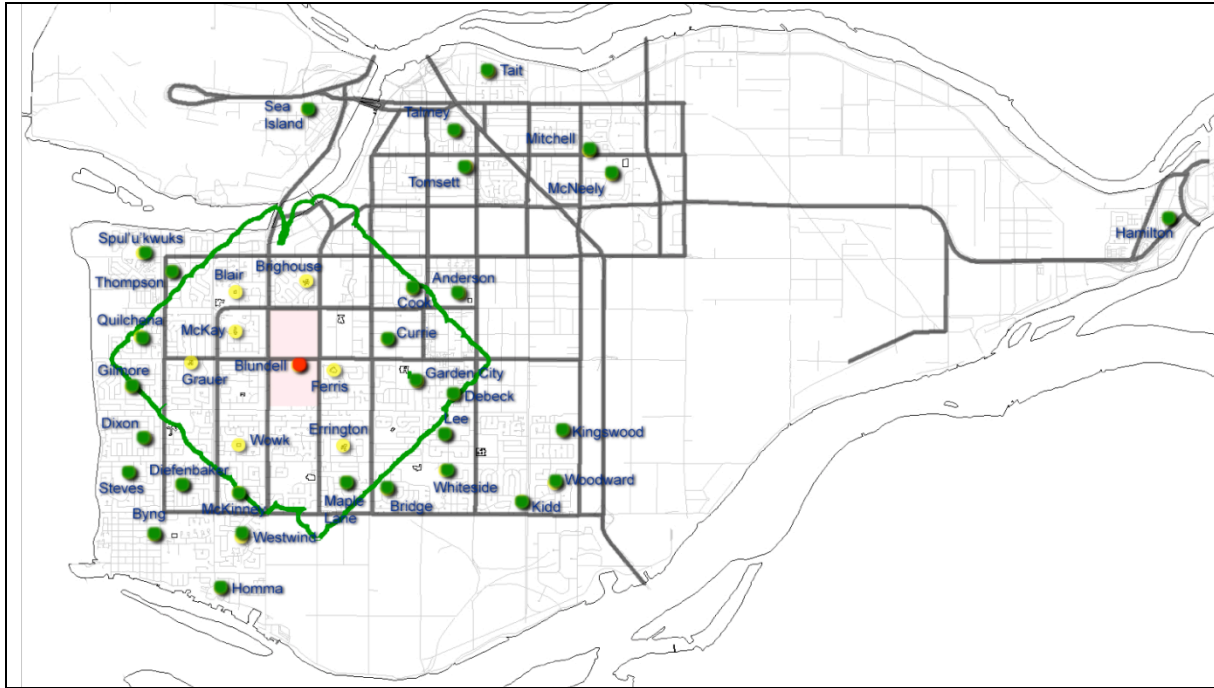 Tait
Sea
Island
Talmey
Mitchell
Tomsett
McNeely
Hamilton
Spul'u'kwuks
Thompson
Blair
Brighouse
Anderson
Cook
Quilchena
McKay
Currie
Grauer
Blundell
Ferris
Gilmore
Garden City
Debeck
Dixon
Lee
Wowk
Errington
Kingswood
Steves
Diefenbaker
McKinney
Maple
Lane
Bridge
Whiteside
Woodward
Kidd
Byng
Westwind
Homma